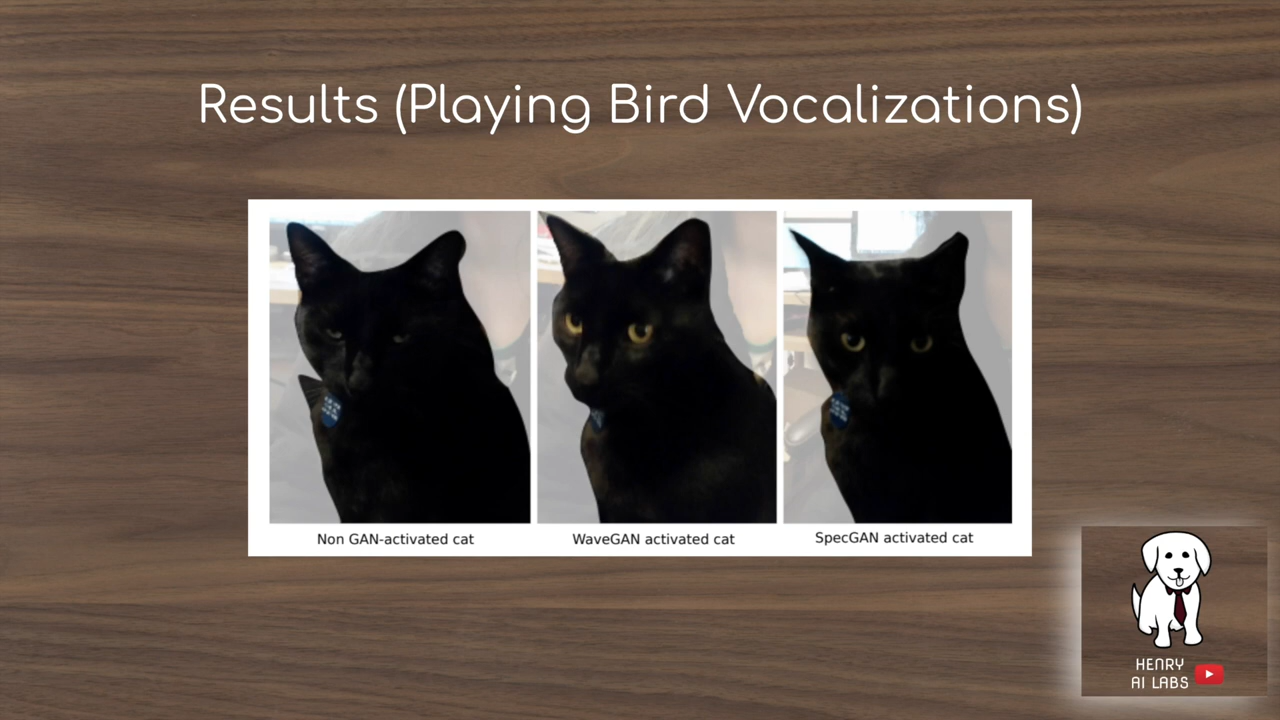 Results (Playing Bird Vocalizations)
Non GAN-activated cat
WaveGAN activated cat
SpecGAN activated cat
HENRY
AI LABS